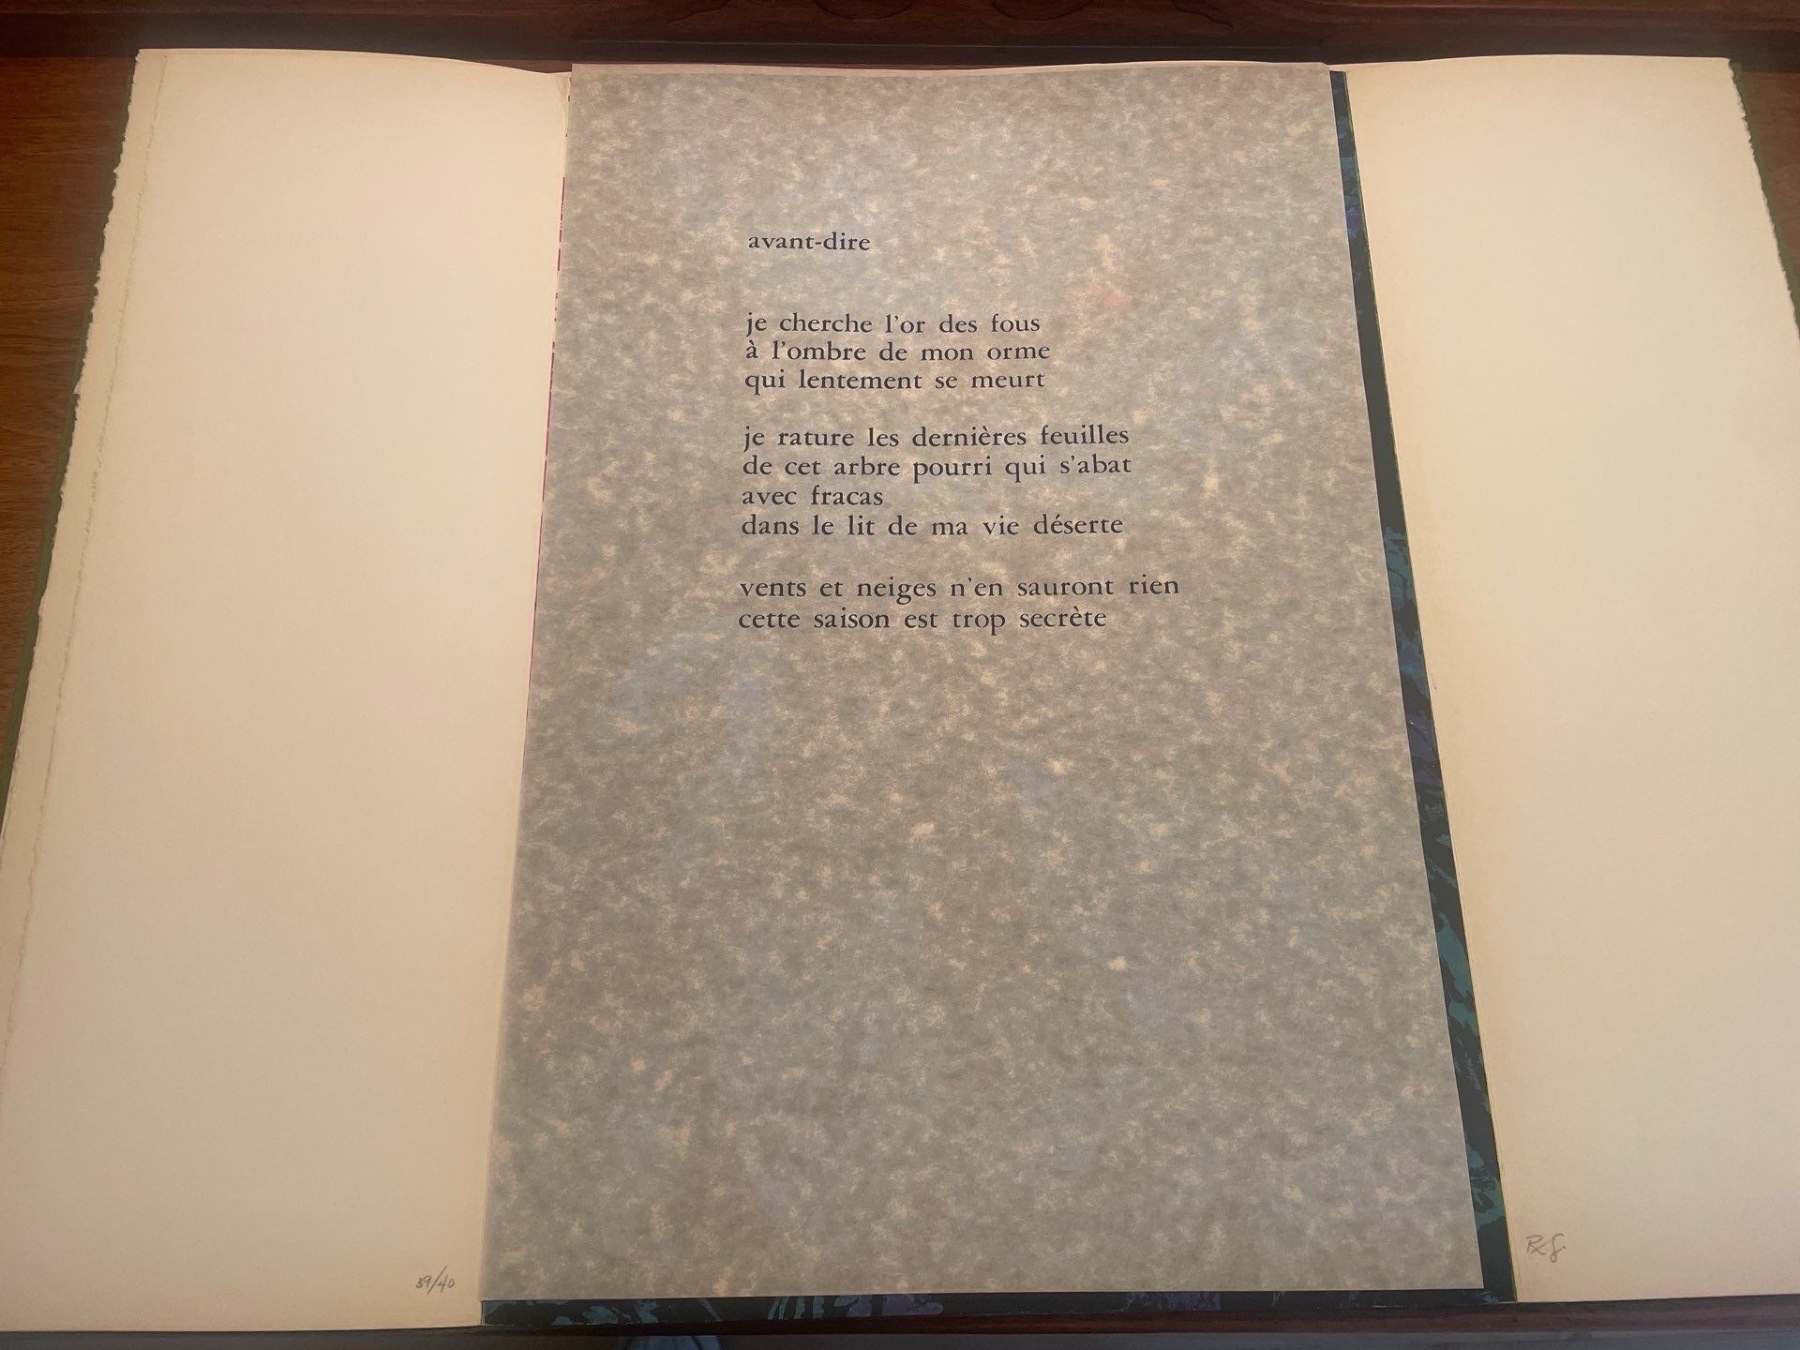 avant-dire
je cherche l'or des fous
à l'ombre de mon orme
qui lentement se meurt
je rature les dernières feuilles
de cet arbre pourri qui s'abat
avec fracas
dans le lit de ma vie déserte
vents et neiges n'en sauront rien
cette saison est trop secrète
39/40